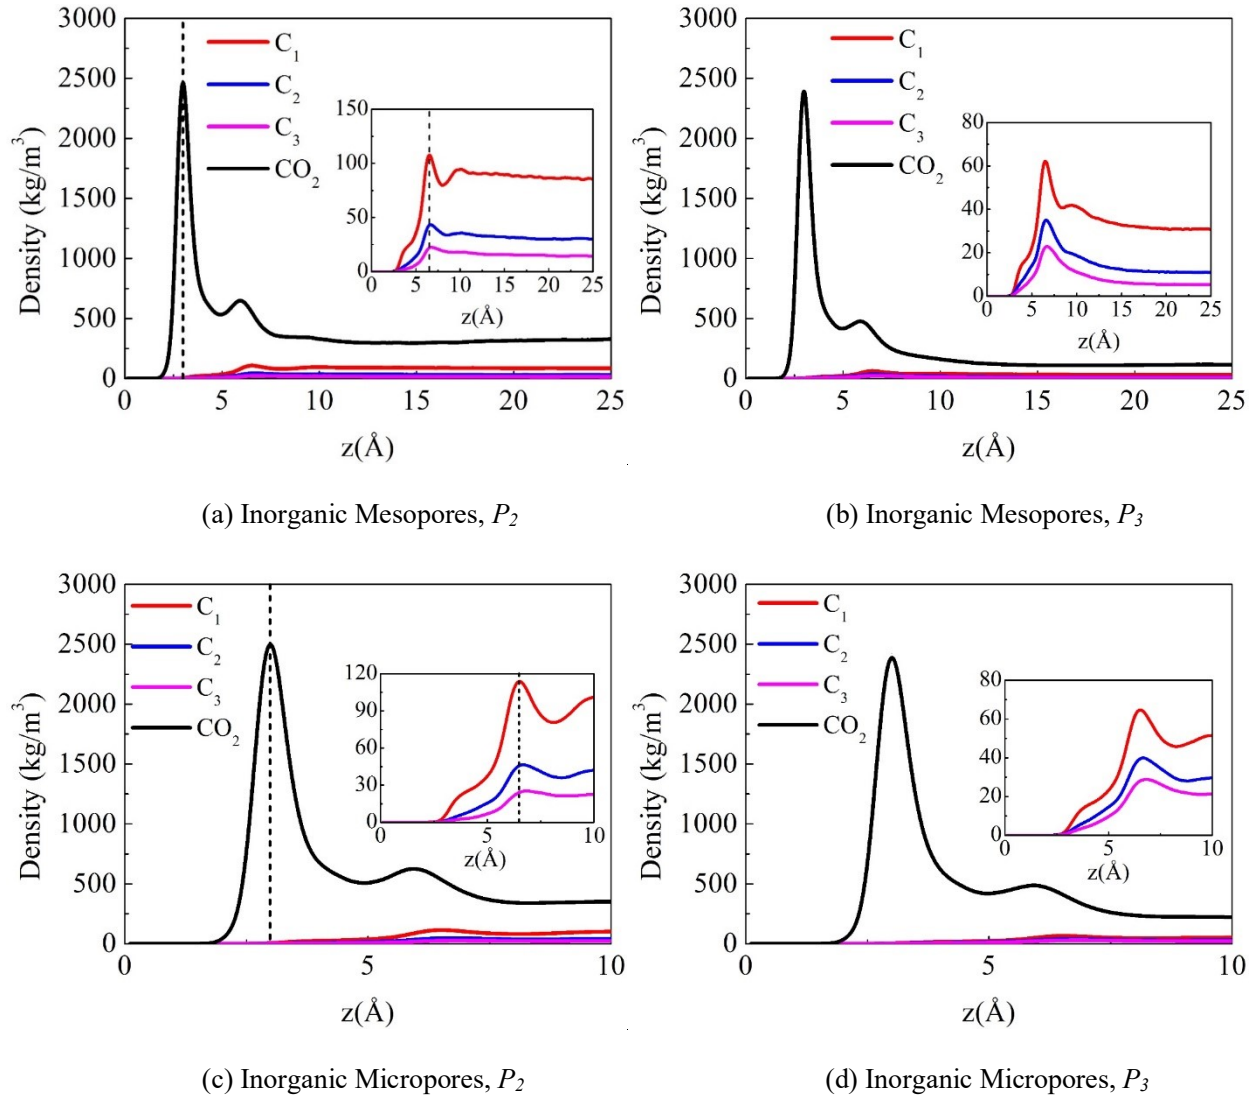 3000
2500
2000
1500
1000
500
0
Density (kg/m³)
C₁
C₂
C₃
CO₂
150
100
50
0
0 5 10 15 20 25
z(Å)
0 5 10 15 20 25
z(Å)
(a) Inorganic Mesopores, P₂
3000
2500
2000
1500
1000
500
0
Density (kg/m³)
C₁
C₂
C₃
CO₂
80
60
40
20
0
0 5 10 15 20 25
z(Å)
0 5 10 15 20 25
z(Å)
(b) Inorganic Mesopores, P₃
3000
2500
2000
1500
1000
500
0
Density (kg/m³)
C₁
C₂
C₃
CO₂
120
90
60
30
0
0 5 10
z(Å)
0 5 10
z(Å)
(c) Inorganic Micropores, P₂
3000
2500
2000
1500
1000
500
0
Density (kg/m³)
C₁
C₂
C₃
CO₂
80
60
40
20
0
0 5 10
z(Å)
0 5 10
z(Å)
(d) Inorganic Micropores, P₃